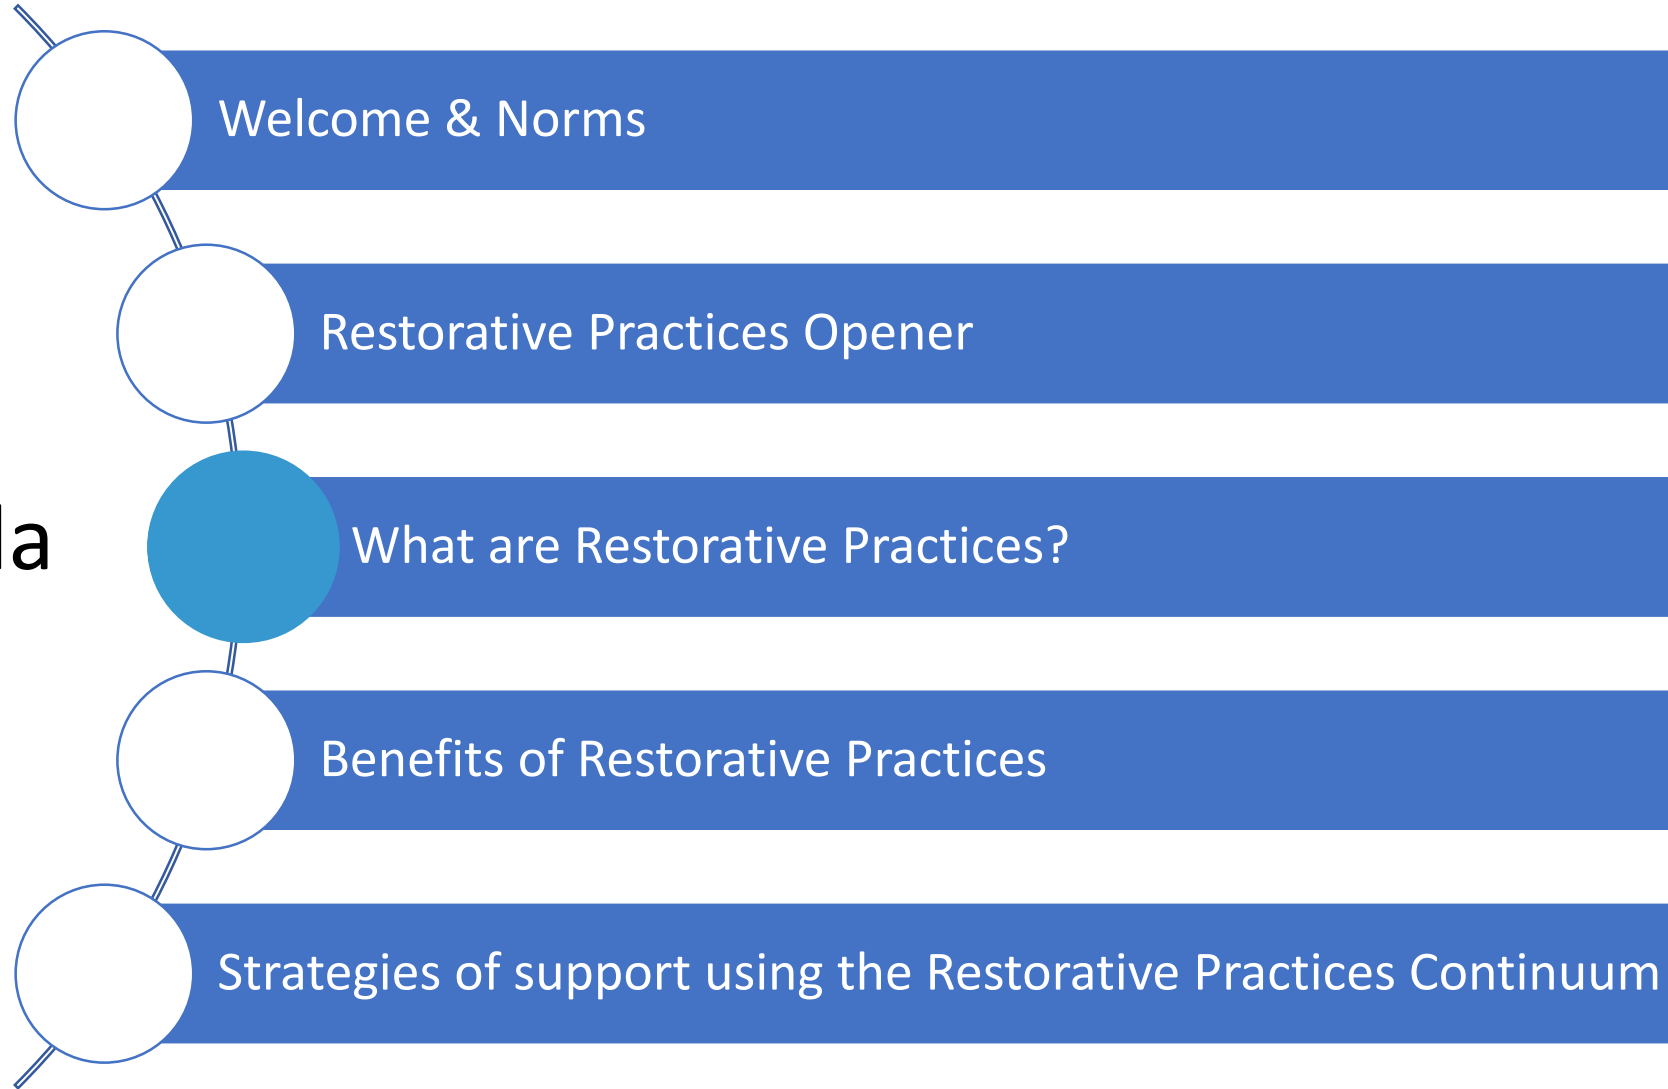 Welcome & Norms
Restorative Practices Opener
What are Restorative Practices?
Benefits of Restorative Practices
Strategies of support using the Restorative Practices Continuum